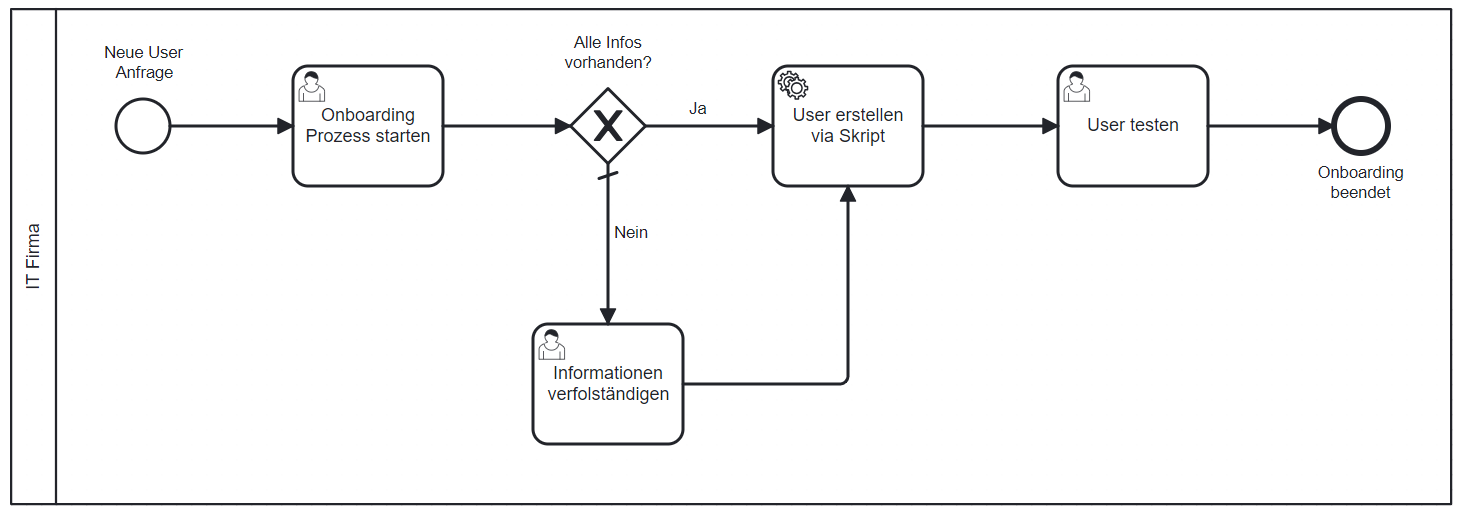 IT Firma
Neue User
Anfrage
Onboarding
Prozess starten
Alle Infos
vorhanden?
Ja
Nein
Informationen
verfolständigen
User erstellen
via Skript
User testen
Onboarding
beendet